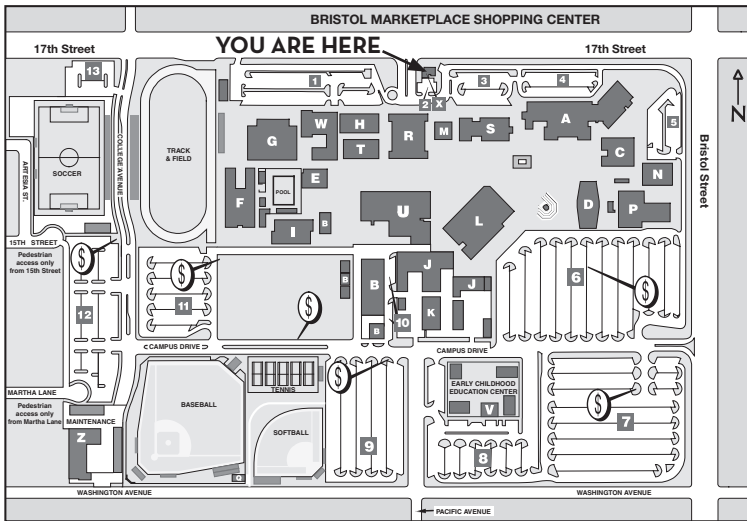 BRISTOL MARKETPLACE SHOPPING CENTER
17th Street
YOU ARE HERE
17th Street
13
1
2
X
3
4
5
N
W
H
T
G
R
M
S
A
C
N
COLLEGE AVENUE
TRACK
& FIELD
SOCCER
ARTESIA ST.
Bristol Street
F
POOL
E
I
B
U
L
D
P
15TH STREET
Pedestrian
access only
from 15th Street
$
$
11
12
$
B
B
10
J
J
K
B
6
$
CAMPUS DRIVE
CAMPUS DRIVE
MARTHA LANE
Pedestrian
access only
from Martha Lane
MAINTENANCE
Z
BASEBALL
TENNIS
SOFTBALL
$
9
EARLY CHILDHOOD
EDUCATION CENTER
V
8
$
7
WASHINGTON AVENUE
WASHINGTON AVENUE
PACIFIC AVENUE